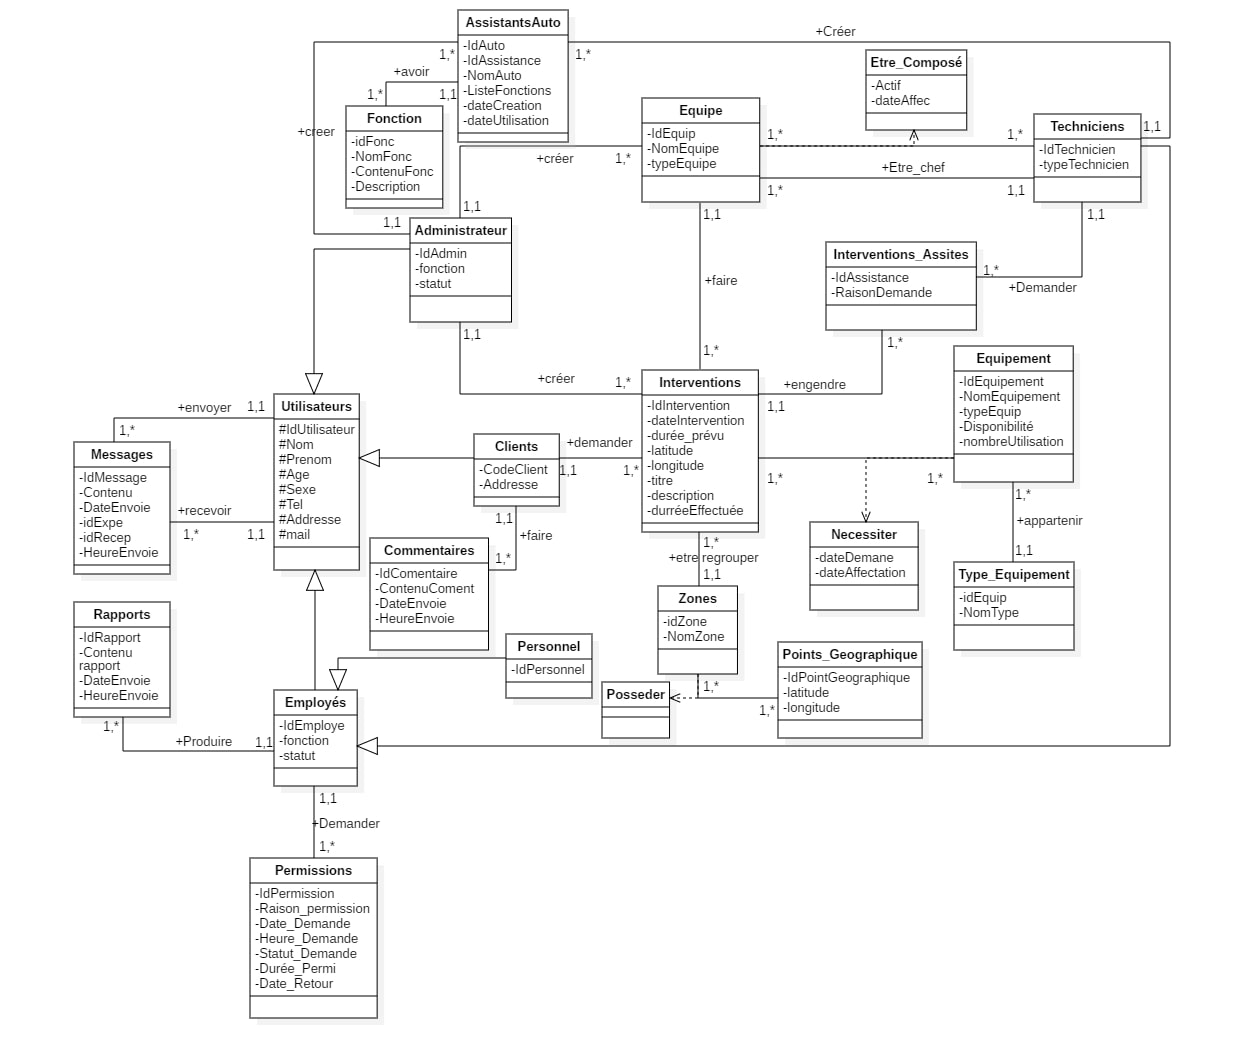 AssistantsAuto
-IdAuto
-IdAssistance
-NomAuto
-ListeFonctions
-dateCreation
-dateUtilisation
1,*
1,*
+Créer
+avoir
1,*
1,1
+creer
Fonction
-idFonc
-NomFonc
-ContenuFonc
-Description
Etre_Composé
-Actif
-dateAffec
Equipe
-IdEquip
-NomEquipe
-typeEquipe
1,*
1,*
+Etre_chef
1,*
1,1
Techniciens
-IdTechnicien
-typeTechnicien
1,1
1,1
+créer
1,*
1,1
1,1
Administrateur
-IdAdmin
-fonction
-statut
1,1
1,1
+faire
1,*
Interventions_Assites
-IdAssistance
-RaisonDemande
1,*
+Demander
1,*
+engendre
1,1
+créer
1,*
Interventions
-IdIntervention
-dateIntervention
-durée_prévu
-latitude
-longitude
-titre
-description
-durréeEffectuée
Equipement
-IdEquipement
-NomEquipement
-typeEquip
-Disponibilité
-nombreUtilisation
+envoyer
1,1
1,*
Utilisateurs
#IdUtilisateur
#Nom
#Prenom
#Age
#Sexe
#Tel
#Addresse
#mail
Messages
-IdMessage
-Contenu
-DateEnvoie
-idExpe
-idRecep
-HeureEnvoie
+recevoir
1,*
1,1
Clients
-CodeClient
-Addresse
+demander
1,1
1,*
1,*
1,*
1,1
+faire
1,*
Commentaires
-IdComentaire
-ContenuComent
-DateEnvoie
-HeureEnvoie
1,*
+etre regrouper
1,1
Necessiter
-dateDemane
-dateAffectation
1,*
+appartenir
1,1
Type_Equipement
-idEquip
-NomType
Zones
-idZone
-NomZone
Rapports
-IdRapport
-Contenu
rapport
-DateEnvoie
-HeureEnvoie
Personnel
-IdPersonnel
Points_Geographique
-IdPointGeographique
-latitude
-longitude
1,*
1,*
Posseder
Employés
-IdEmploye
-fonction
-statut
1,*
+Produire
1,1
1,1
+Demander
1,*
Permissions
-IdPermission
-Raison_permission
-Date_Demande
-Heure_Demande
-Statut_Demande
-Durée_Permi
-Date_Retour